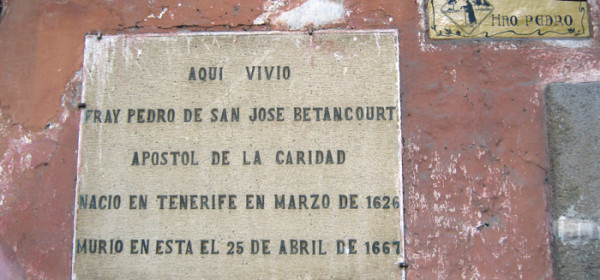 HNO PEDRO
AQUI VIVIO
FRAY PEDRO DE SAN JOSE BETANCOURT
APOSTOL DE LA CARIDAD
NACIO EN TENERIFE EN MARZO DE 1626
MURIO EN ESTA EL 25 DE ABRIL DE 1667